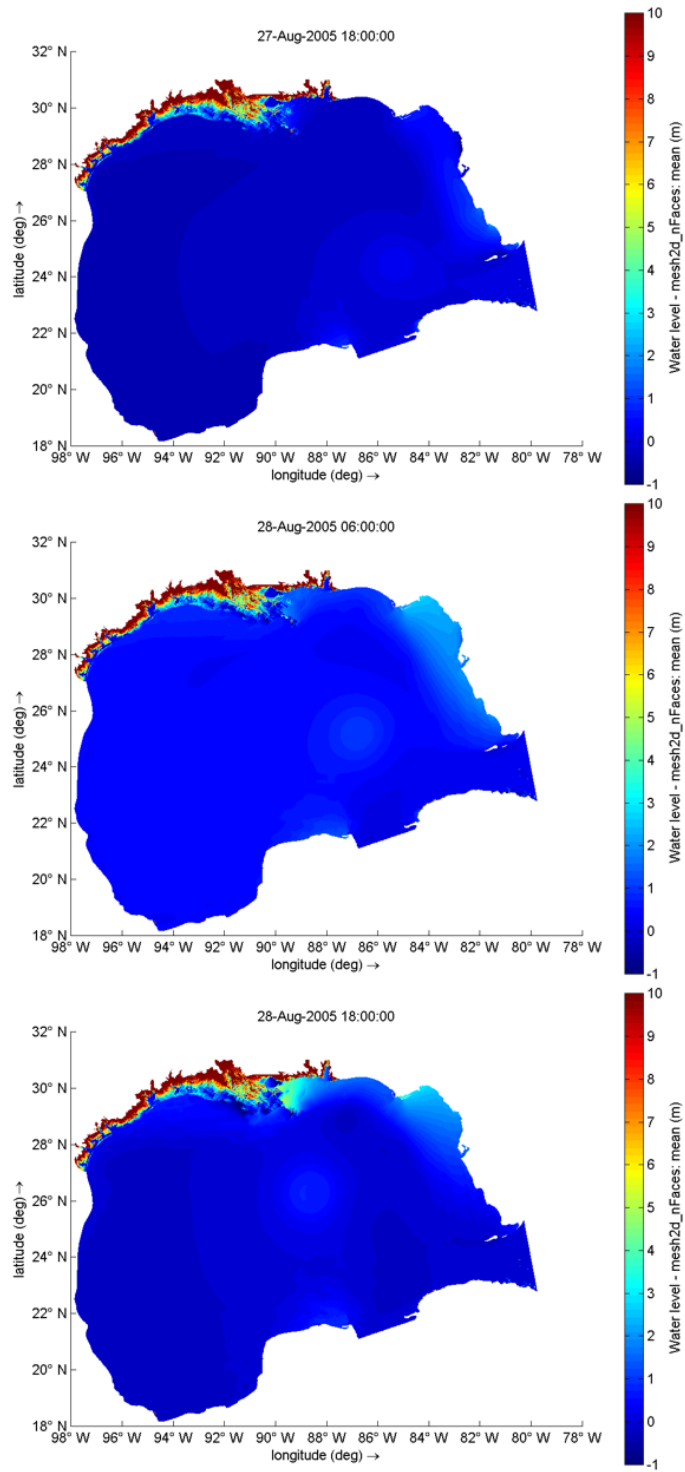 27-Aug-2005 18:00:00
32° N
30° N
28° N
26° N
24° N
22° N
20° N
18° N
latitude (deg) →
98° W 96° W 94° W 92° W 90° W 88° W 86° W 84° W 82° W 80° W 78° W
longitude (deg) →
10
9
8
7
6
5
4
3
2
1
0
-1
Water level - mesh2d_nFaces: mean (m)
28-Aug-2005 06:00:00
32° N
30° N
28° N
26° N
24° N
22° N
20° N
18° N
latitude (deg) →
98° W 96° W 94° W 92° W 90° W 88° W 86° W 84° W 82° W 80° W 78° W
longitude (deg) →
10
9
8
7
6
5
4
3
2
1
0
-1
Water level - mesh2d_nFaces: mean (m)
28-Aug-2005 18:00:00
32° N
30° N
28° N
26° N
24° N
22° N
20° N
18° N
latitude (deg) →
98° W 96° W 94° W 92° W 90° W 88° W 86° W 84° W 82° W 80° W 78° W
longitude (deg) →
10
9
8
7
6
5
4
3
2
1
0
-1
Water level - mesh2d_nFaces: mean (m)